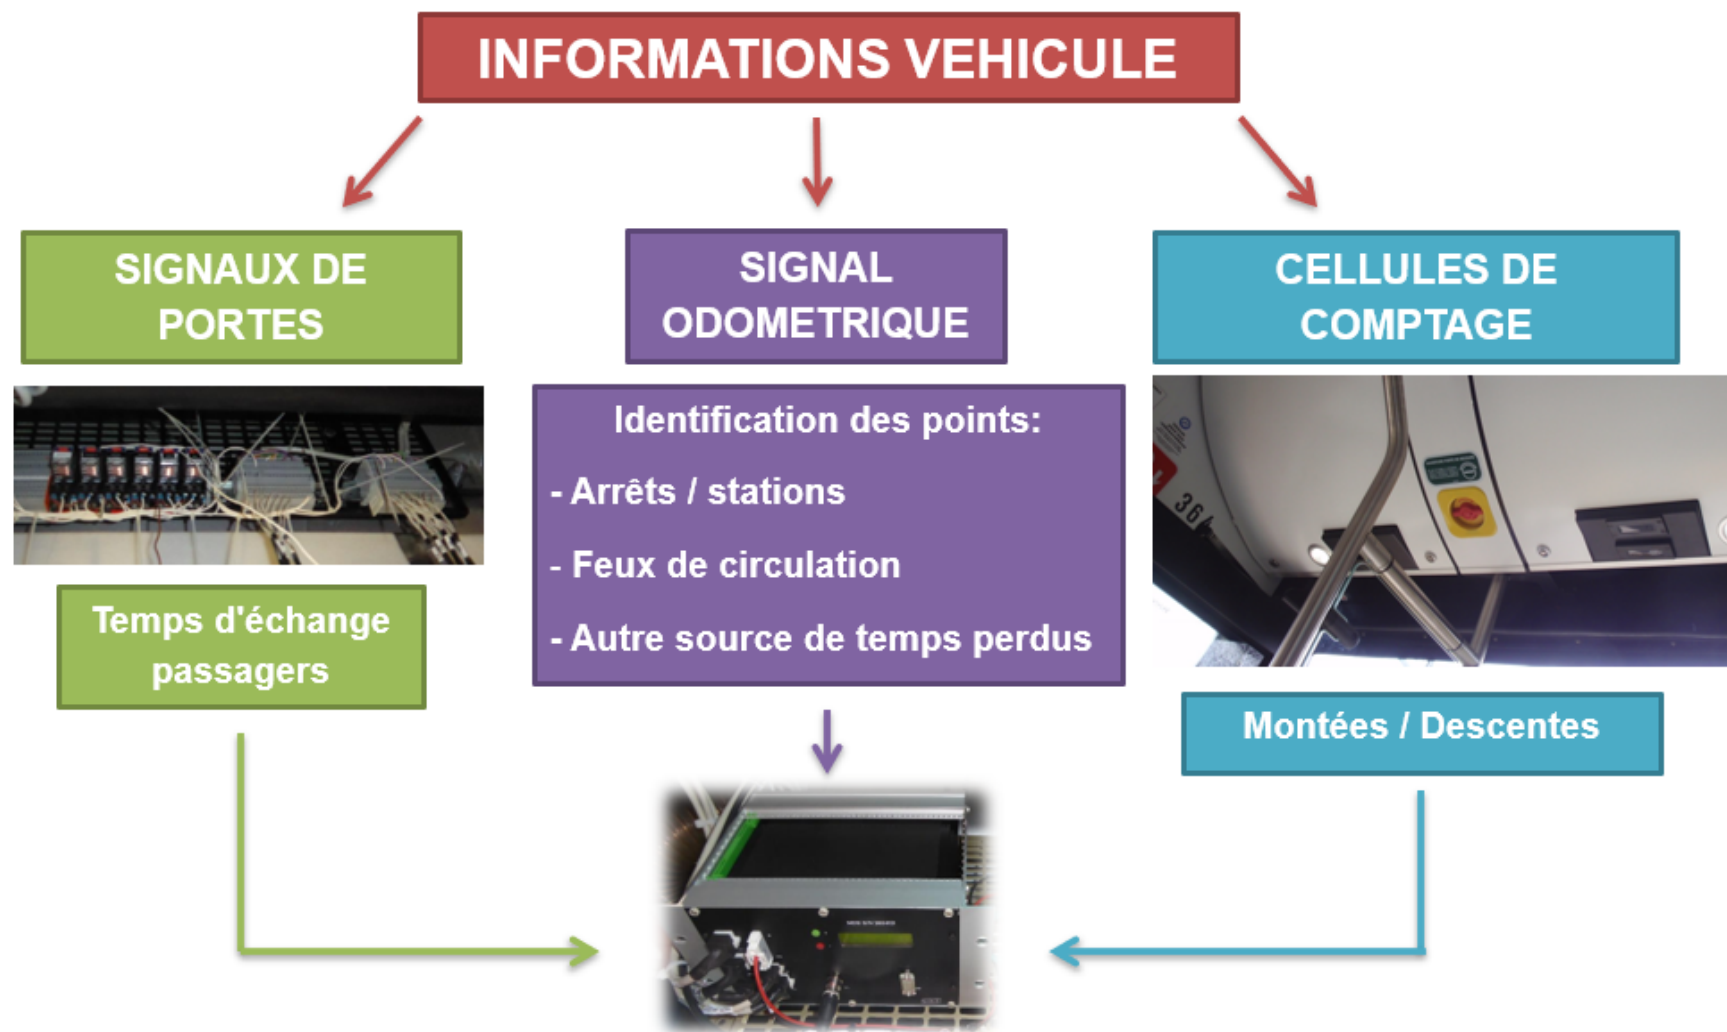 INFORMATIONS VEHICULE
SIGNAUX DE
PORTES
SIGNAL
ODOMETRIQUE
CELLULES DE
COMPTAGE
Identification des points:
- Arrêts / stations
- Feux de circulation
- Autre source de temps perdus
364
Temps d'échange
passagers
Montées / Descentes